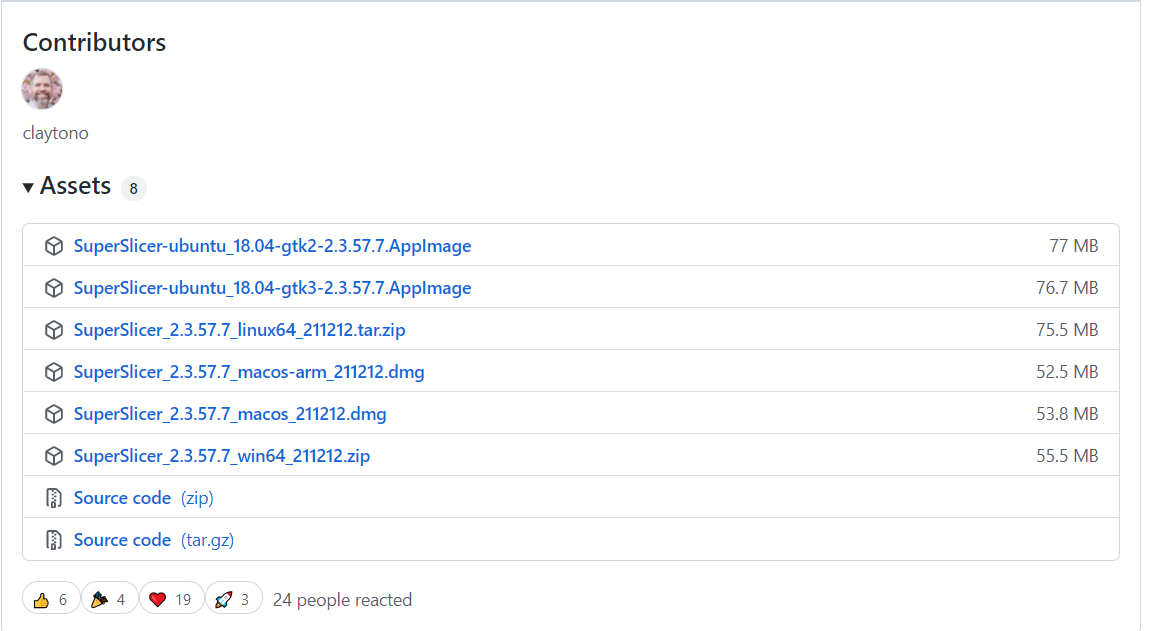 Contributors
claytono
Assets 8
SuperSlicer-ubuntu_18.04-gtk2-2.3.57.7.AppImage 77 MB
SuperSlicer-ubuntu_18.04-gtk3-2.3.57.7.AppImage 76.7 MB
SuperSlicer_2.3.57.7_linux64_211212.tar.zip 75.5 MB
SuperSlicer_2.3.57.7_macos-arm_211212.dmg 52.5 MB
SuperSlicer_2.3.57.7_macos_211212.dmg 53.8 MB
SuperSlicer_2.3.57.7_win64_211212.zip 55.5 MB
Source code (zip)
Source code (tar.gz)
6 4 19 3 24 people reacted